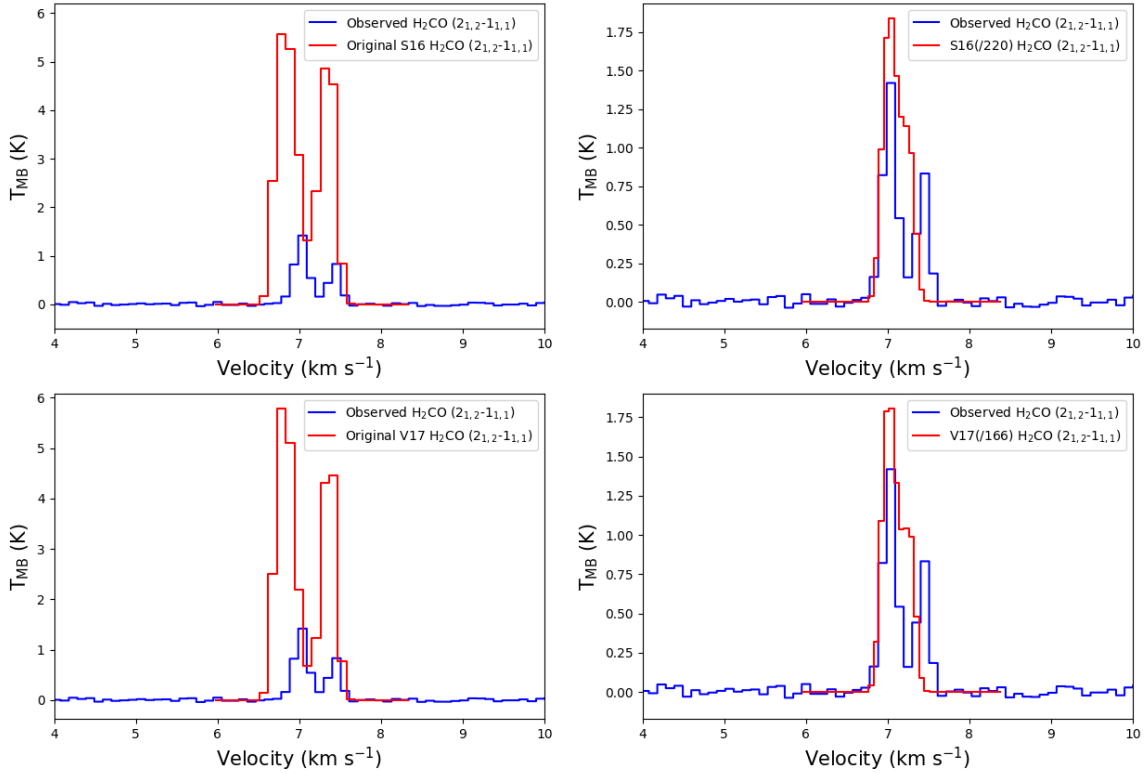 6
5
4
3
2
1
0
T_MB (K)
Observed H₂CO (2₁,₂-1₁,₁)
Original S16 H₂CO (2₁,₂-1₁,₁)
4 5 6 7 8 9 10
Velocity (km s⁻¹)
1.75
1.50
1.25
1.00
0.75
0.50
0.25
0.00
T_MB (K)
Observed H₂CO (2₁,₂-1₁,₁)
S16(/220) H₂CO (2₁,₂-1₁,₁)
4 5 6 7 8 9 10
Velocity (km s⁻¹)
6
5
4
3
2
1
0
T_MB (K)
Observed H₂CO (2₁,₂-1₁,₁)
Original V17 H₂CO (2₁,₂-1₁,₁)
4 5 6 7 8 9 10
Velocity (km s⁻¹)
1.75
1.50
1.25
1.00
0.75
0.50
0.25
0.00
T_MB (K)
Observed H₂CO (2₁,₂-1₁,₁)
V17(/166) H₂CO (2₁,₂-1₁,₁)
4 5 6 7 8 9 10
Velocity (km s⁻¹)